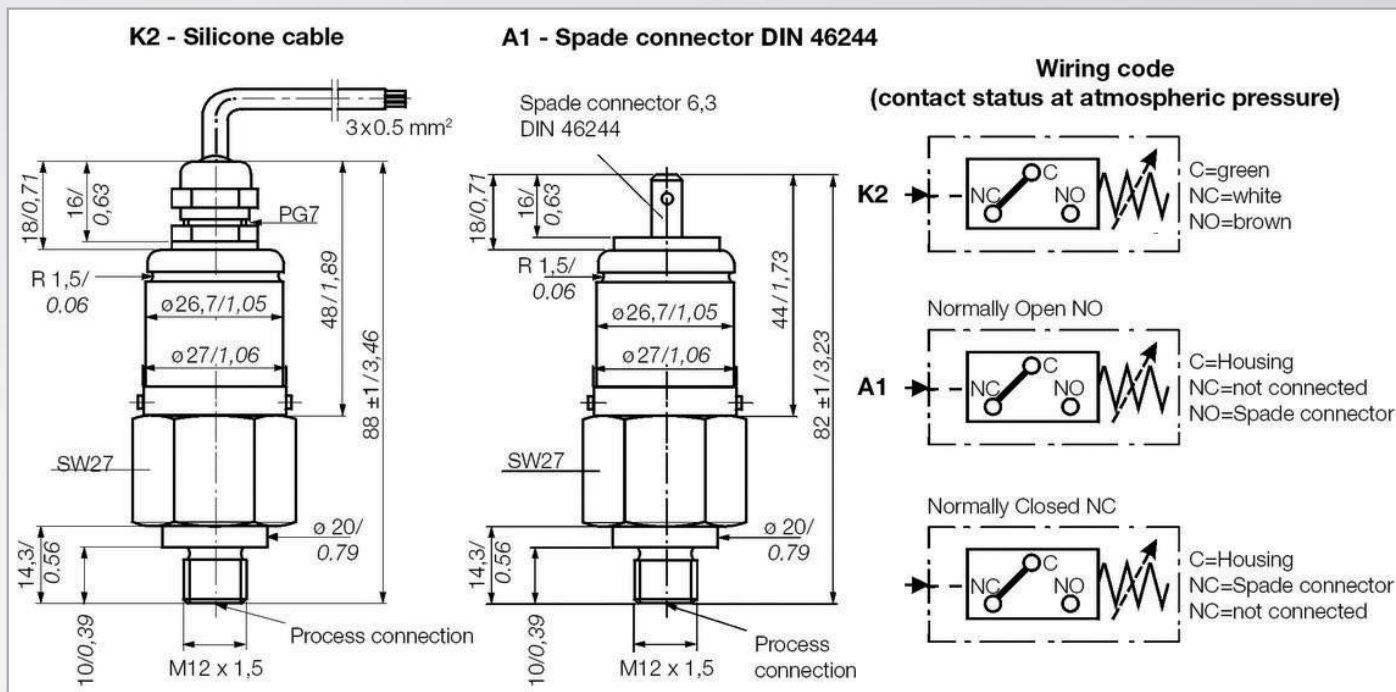 K2 - Silicone cable
3x0.5 mm²
18/0,71
16/
0,63
PG7
R 1,5/
0.06
ø26,7/1,05
ø27/1,06
48/1,89
88 ±1/3,46
SW27
ø 20/
0.79
14,3/
0.56
10/0,39
Process connection
M12 x 1,5
A1 - Spade connector DIN 46244
Spade connector 6,3
DIN 46244
18/0,71
16/
0,63
R 1,5/
0.06
ø26,7/1,05
ø27/1,06
44/1,73
82 ±1/3,23
SW27
ø 20/
0.79
14,3/
0.56
10/0,39
Process
connection
M12 x 1,5
Wiring code
(contact status at atmospheric pressure)
K2
NC
C
NO
C=green
NC=white
NO=brown
Normally Open NO
A1
NC
C
NO
C=Housing
NC=not connected
NO=Spade connector
Normally Closed NC
NC
C
NO
C=Housing
NC=Spade connector
NC=not connected